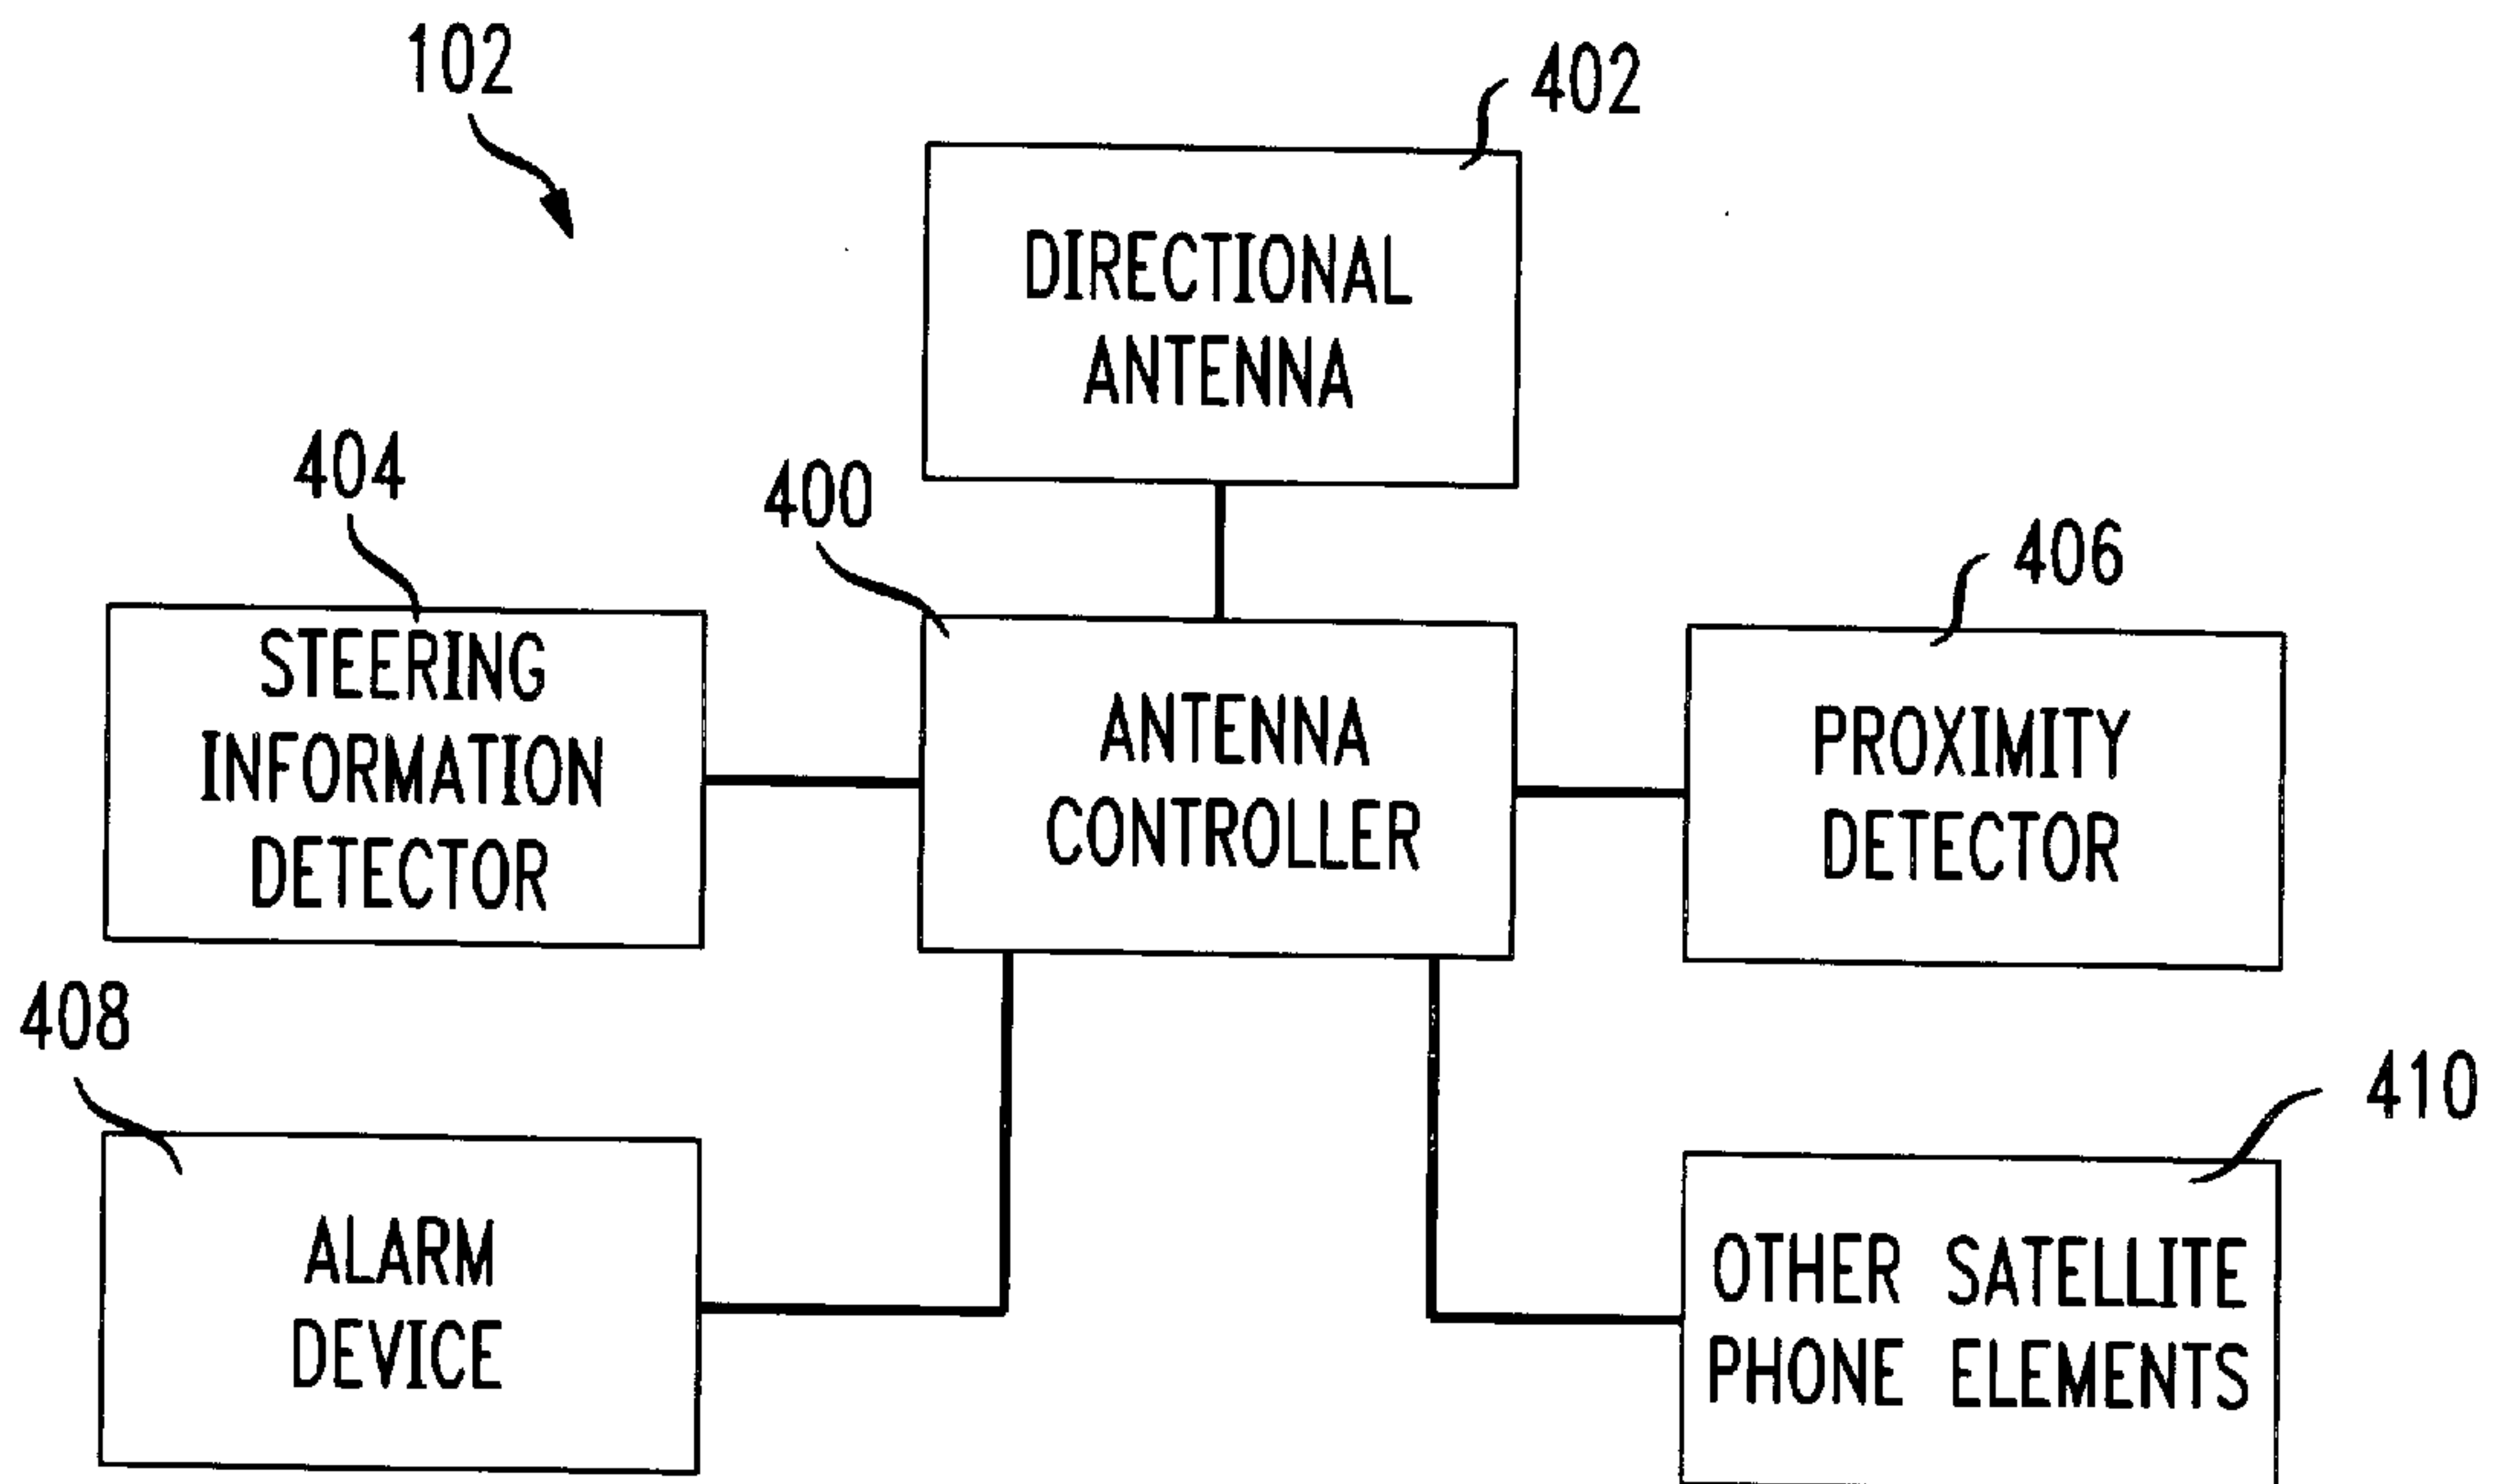 102
402
DIRECTIONAL
ANTENNA
404
400
406
STEERING
INFORMATION
DETECTOR
ANTENNA
CONTROLLER
PROXIMITY
DETECTOR
408
410
ALARM
DEVICE
OTHER SATELLITE
PHONE ELEMENTS